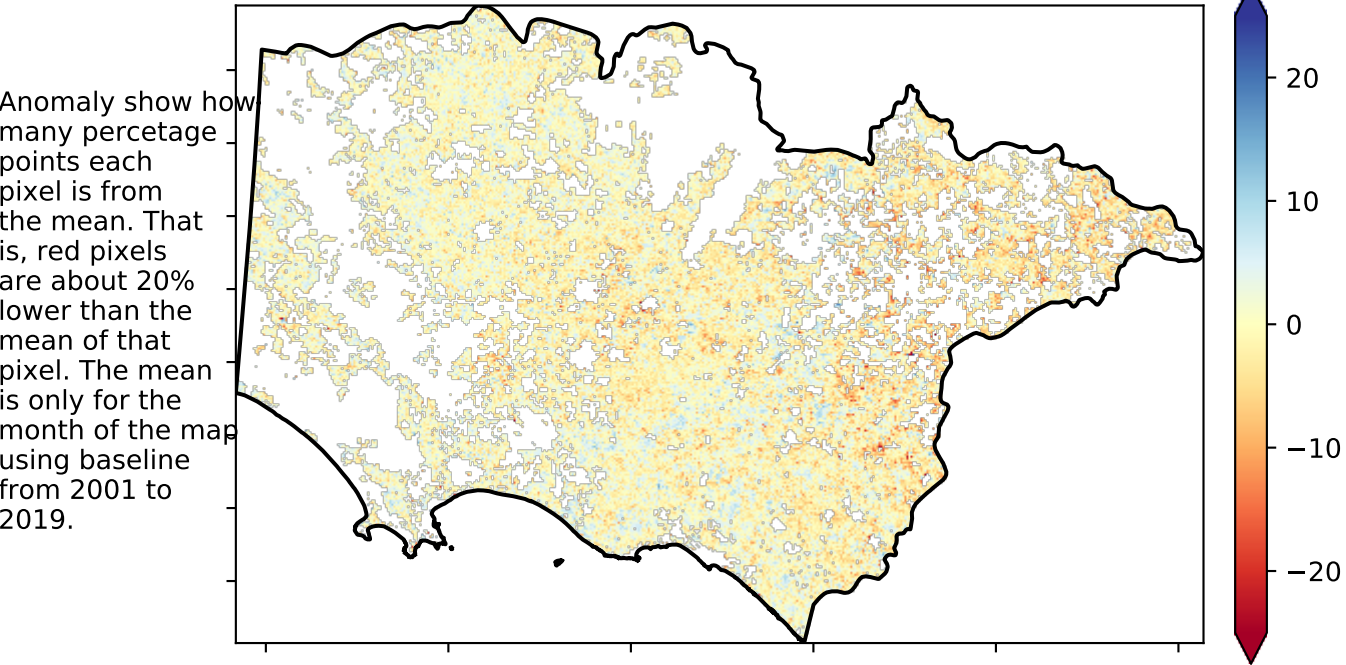 Anomaly show how
many percetage
points each
pixel is from
the mean. That
is, red pixels
are about 20%
lower than the
mean of that
pixel. The mean
is only for the
month of the map
using baseline
from 2001 to
2019.
20
10
0
−10
−20